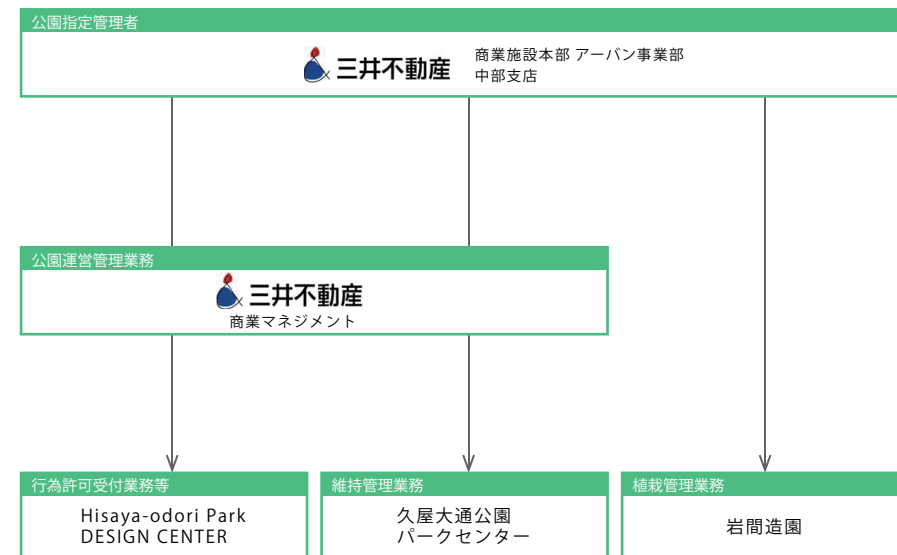 公園指定管理者
三井不動産
商業施設本部 アーバン事業部
中部支店
公園運営管理業務
三井不動産
商業マネジメント
行為許可受付業務等
Hisaya-odori Park
DESIGN CENTER
維持管理業務
久屋大通公園
パークセンター
植栽管理業務
岩間造園